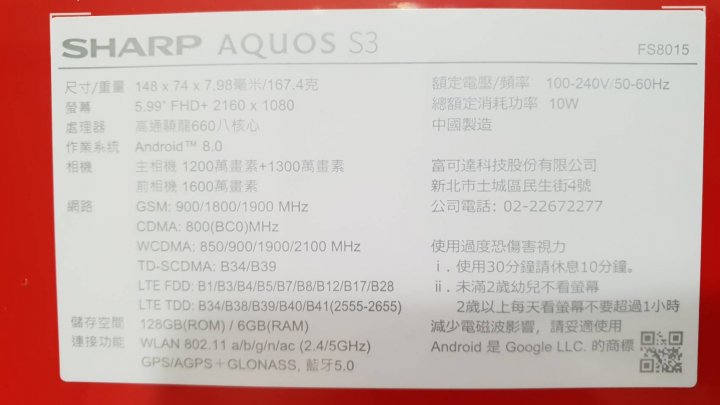 SHARP AQUOS S3
FS8015
尺寸/重量 148 x 74 x 7.98毫米/167.4克
螢幕 5.99" FHD+ 2160 x 1080
處理器 高通驍龍660八核心
作業系統 Android™ 8.0
相機 主相機 1200萬畫素+1300萬畫素
前相機 1600萬畫素
網路 GSM: 900/1800/1900 MHz
CDMA: 800(BC0)MHz
WCDMA: 850/900/1900/2100 MHz
TD-SCDMA: B34/B39
LTE FDD: B1/B3/B4/B5/B7/B8/B12/B17/B28
LTE TDD: B34/B38/B39/B40/B41(2555-2655)
儲存空間 128GB(ROM) / 6GB(RAM)
連接功能 WLAN 802.11 a/b/g/n/ac (2.4/5GHz)
GPS/AGPS + GLONASS, 藍牙5.0
額定電壓/頻率 100-240V/50-60Hz
總額定消耗功率 10W
中國製造
富可達科技股份有限公司
新北市土城區民生街4號
公司電話: 02-22672277
使用過度恐傷害視力
i . 使用30分鐘請休息10分鐘。
ii . 未滿2歲幼兒不看螢幕
2歲以上每天看螢幕不要超過1小時
減少電磁波影響，請妥適使用
Android 是 Google LLC. 的商標